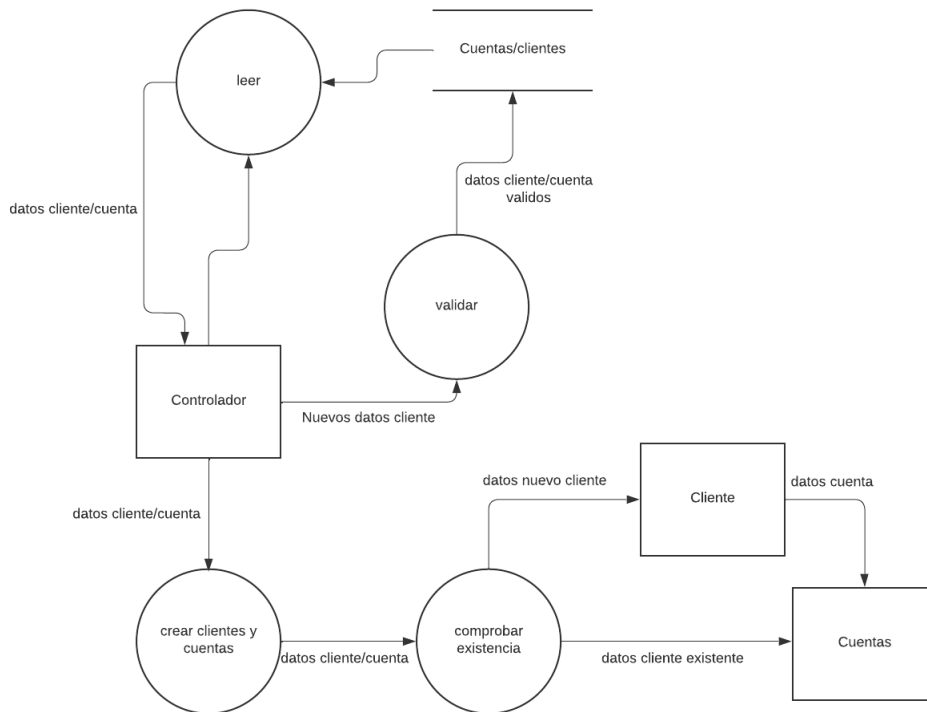 Cuentas/clientes
leer
datos cliente/cuenta
validos
datos cliente/cuenta
validar
Controlador
Nuevos datos cliente
datos nuevo cliente
datos cuenta
Cliente
datos cliente/cuenta
crear clientes y
cuentas
datos cliente/cuenta
comprobar
existencia
datos cliente existente
Cuentas